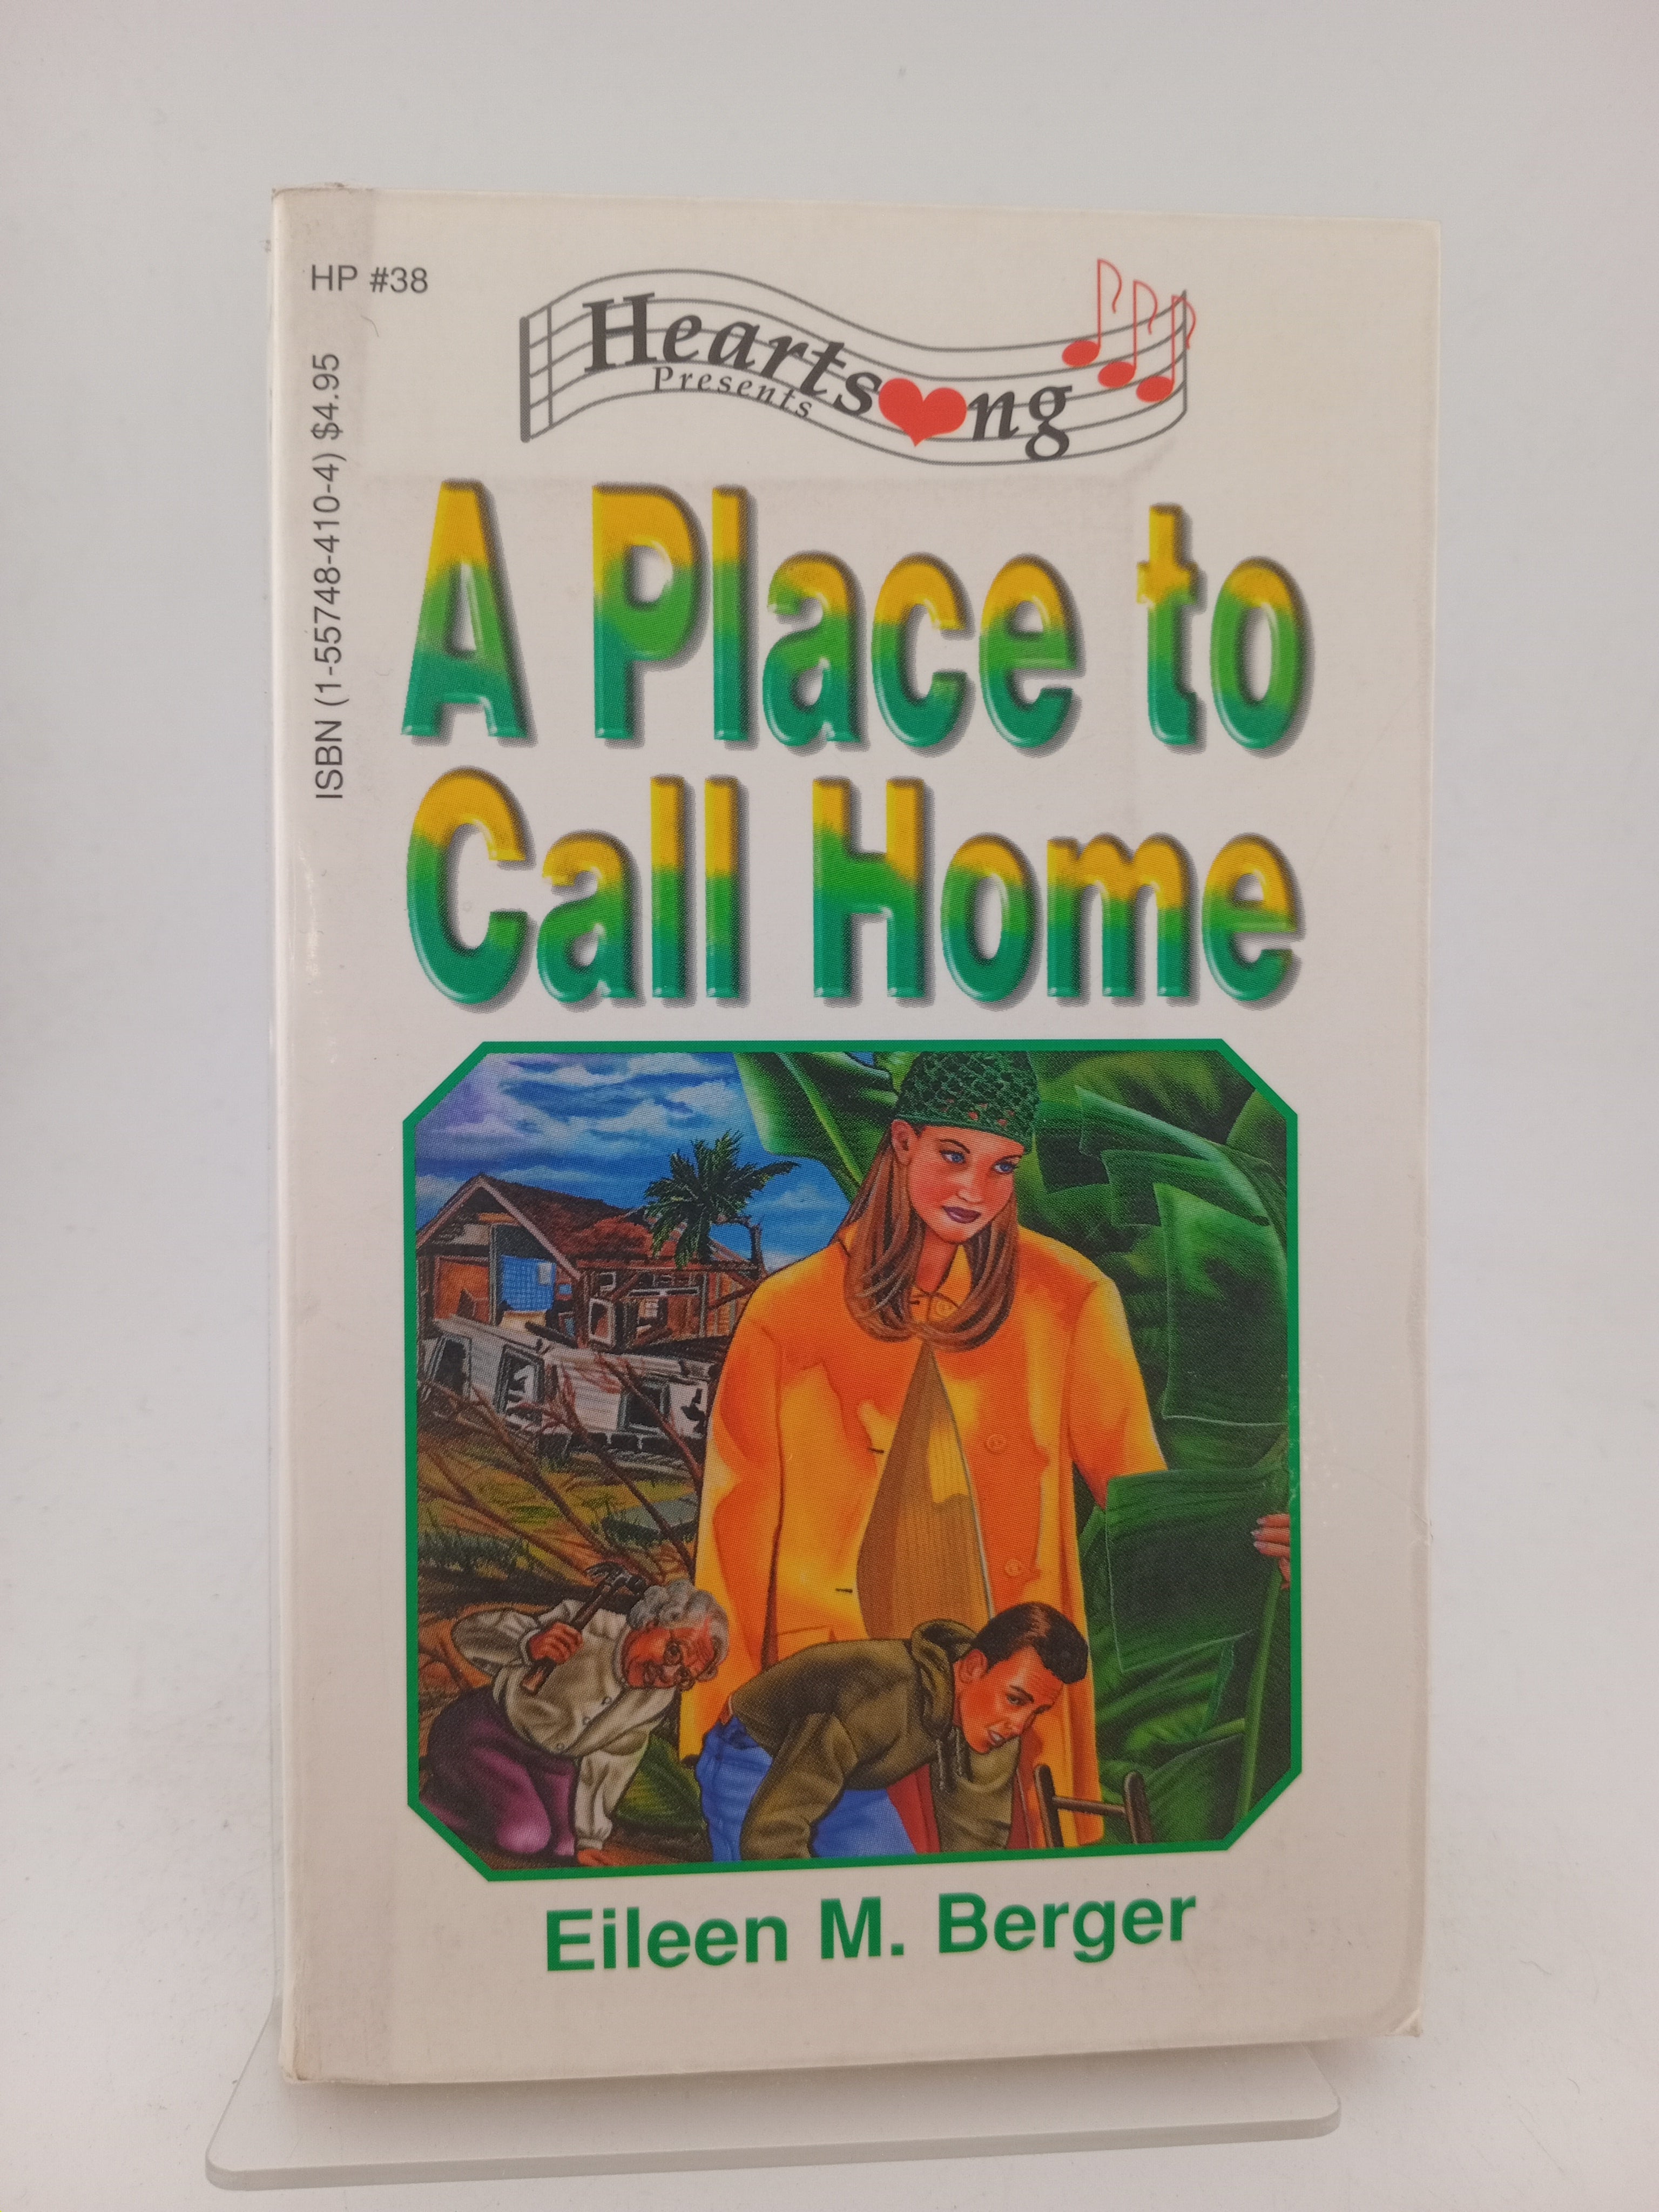 HP #38
ISBN (1-55748-410-4) $4.95
Heartsong
Presents
A Place to
Call Home
Eileen M. Berger